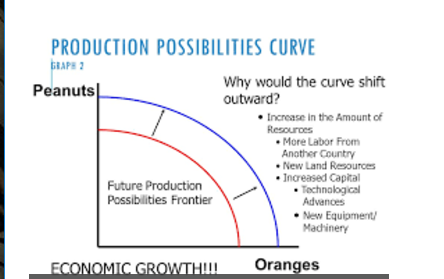 PRODUCTION POSSIBILITIES CURVE
GRAPH 2
Peanuts
Why would the curve shift
outward?
• Increase in the Amount of
Resources
• More Labor From
Another Country
• New Land Resources
• Increased Capital
• Technological
Advances
• New Equipment/
Machinery
Future Production
Possibilities Frontier
Oranges
ECONOMIC GROWTH!!!